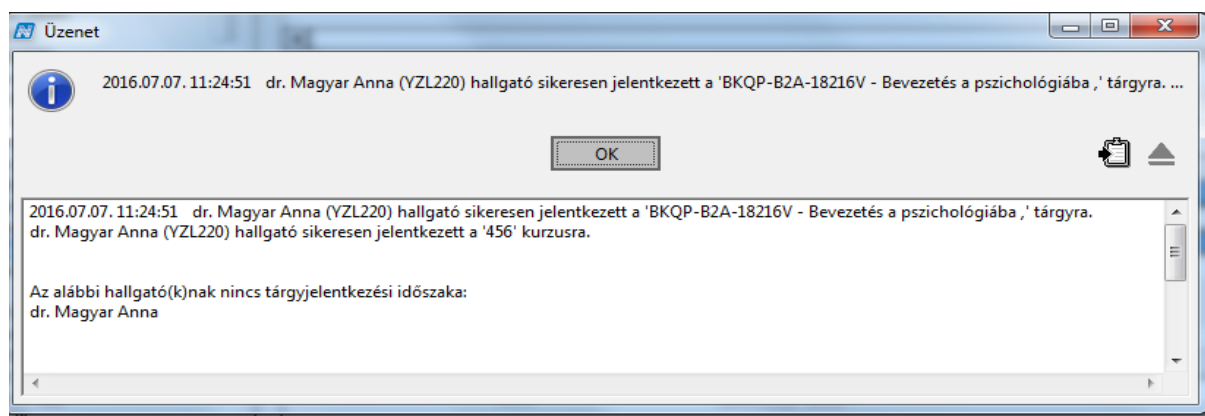 Üzenet
2016.07.07. 11:24:51   dr. Magyar Anna (YZL220) hallgató sikeresen jelentkezett a 'BKQP-B2A-18216V - Bevezetés a pszichológiába ,' tárgyra. ...
OK
2016.07.07. 11:24:51   dr. Magyar Anna (YZL220) hallgató sikeresen jelentkezett a 'BKQP-B2A-18216V - Bevezetés a pszichológiába ,' tárgyra.
dr. Magyar Anna (YZL220) hallgató sikeresen jelentkezett a '456' kurzusra.
Az alábbi hallgató(k)nak nincs tárgyjelentkezési időszaka:
dr. Magyar Anna